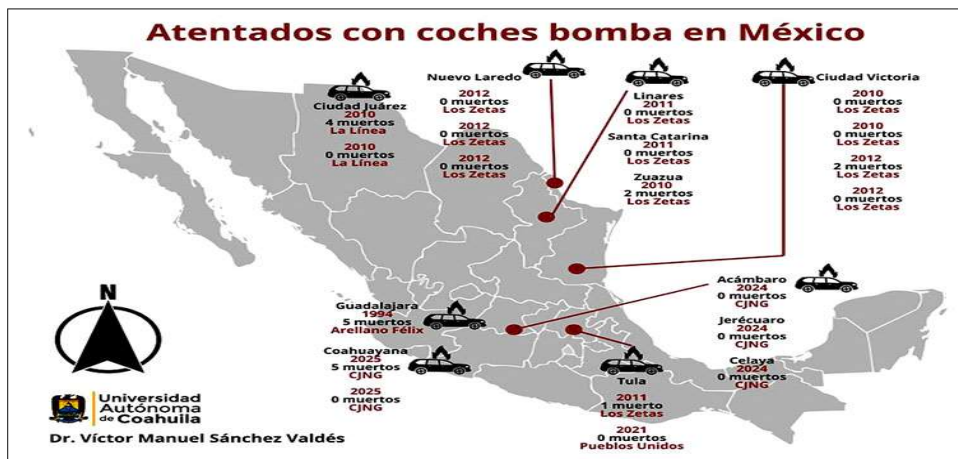 Atentados con coches bomba en México
Ciudad Juárez
2010
4 muertos
La Línea
2010
0 muertos
La Línea
Nuevo Laredo
2012
0 muertos
Los Zetas
2012
0 muertos
Los Zetas
2012
0 muertos
Los Zetas
Linares
2011
0 muertos
Los Zetas
Santa Catarina
2011
0 muertos
Los Zetas
Zuazua
2010
2 muertos
Los Zetas
Ciudad Victoria
2010
0 muertos
Los Zetas
2010
0 muertos
Los Zetas
2012
2 muertos
Los Zetas
2012
0 muertos
Los Zetas
Guadalajara
1994
5 muertos
Arellano Félix
Coahuayana
2025
5 muertos
CJNG
2025
0 muertos
CJNG
Tula
2011
1 muerto
Los Zetas
2021
0 muertos
Pueblos Unidos
Acámbaro
2024
0 muertos
CJNG
Jerécuaro
2024
0 muertos
CJNG
Celaya
2024
0 muertos
CJNG
N
Universidad
Autónoma
de Coahuila
Dr. Víctor Manuel Sánchez Valdés